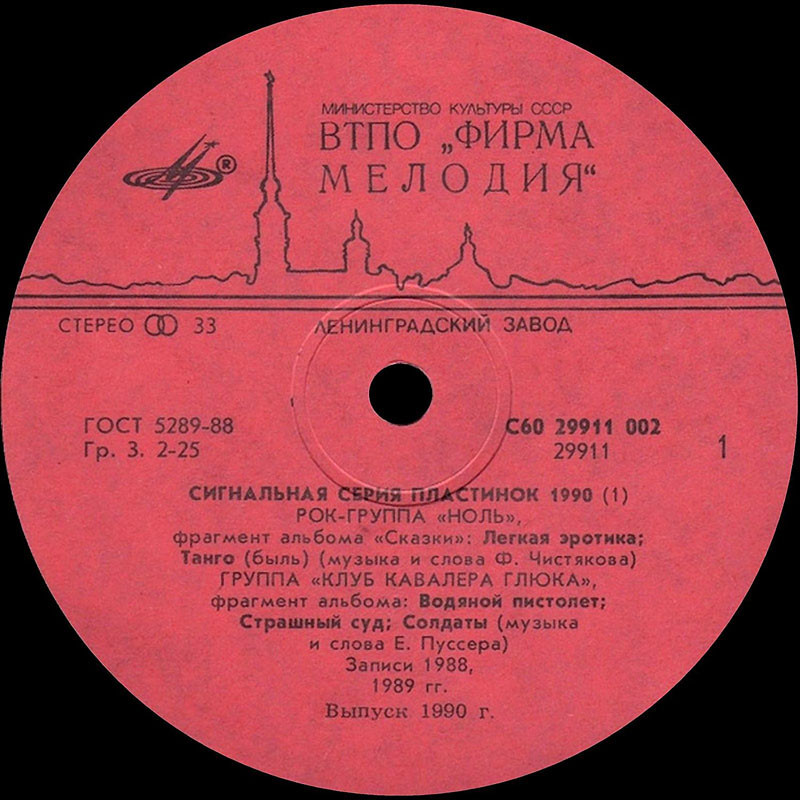 МИНИСТЕРСТВО КУЛЬТУРЫ СССР
ВТПО „ФИРМА
МЕЛОДИЯ“
®
СТЕРЕО 33
ЛЕНИНГРАДСКИЙ ЗАВОД
ГОСТ 5289-88
Гр. 3. 2-25
С60 29911 002
29911
1
СИГНАЛЬНАЯ СЕРИЯ ПЛАСТИНОК 1990 (1)
РОК-ГРУППА «НОЛЬ»,
фрагмент альбома «Сказки»: Легкая эротика;
Танго (быль) (музыка и слова Ф. Чистякова)
ГРУППА «КЛУБ КАВАЛЕРА ГЛЮКА»,
фрагмент альбома: Водяной пистолет;
Страшный суд; Солдаты (музыка
и слова Е. Пуссера)
Записи 1988,
1989 гг.
Выпуск 1990 г.